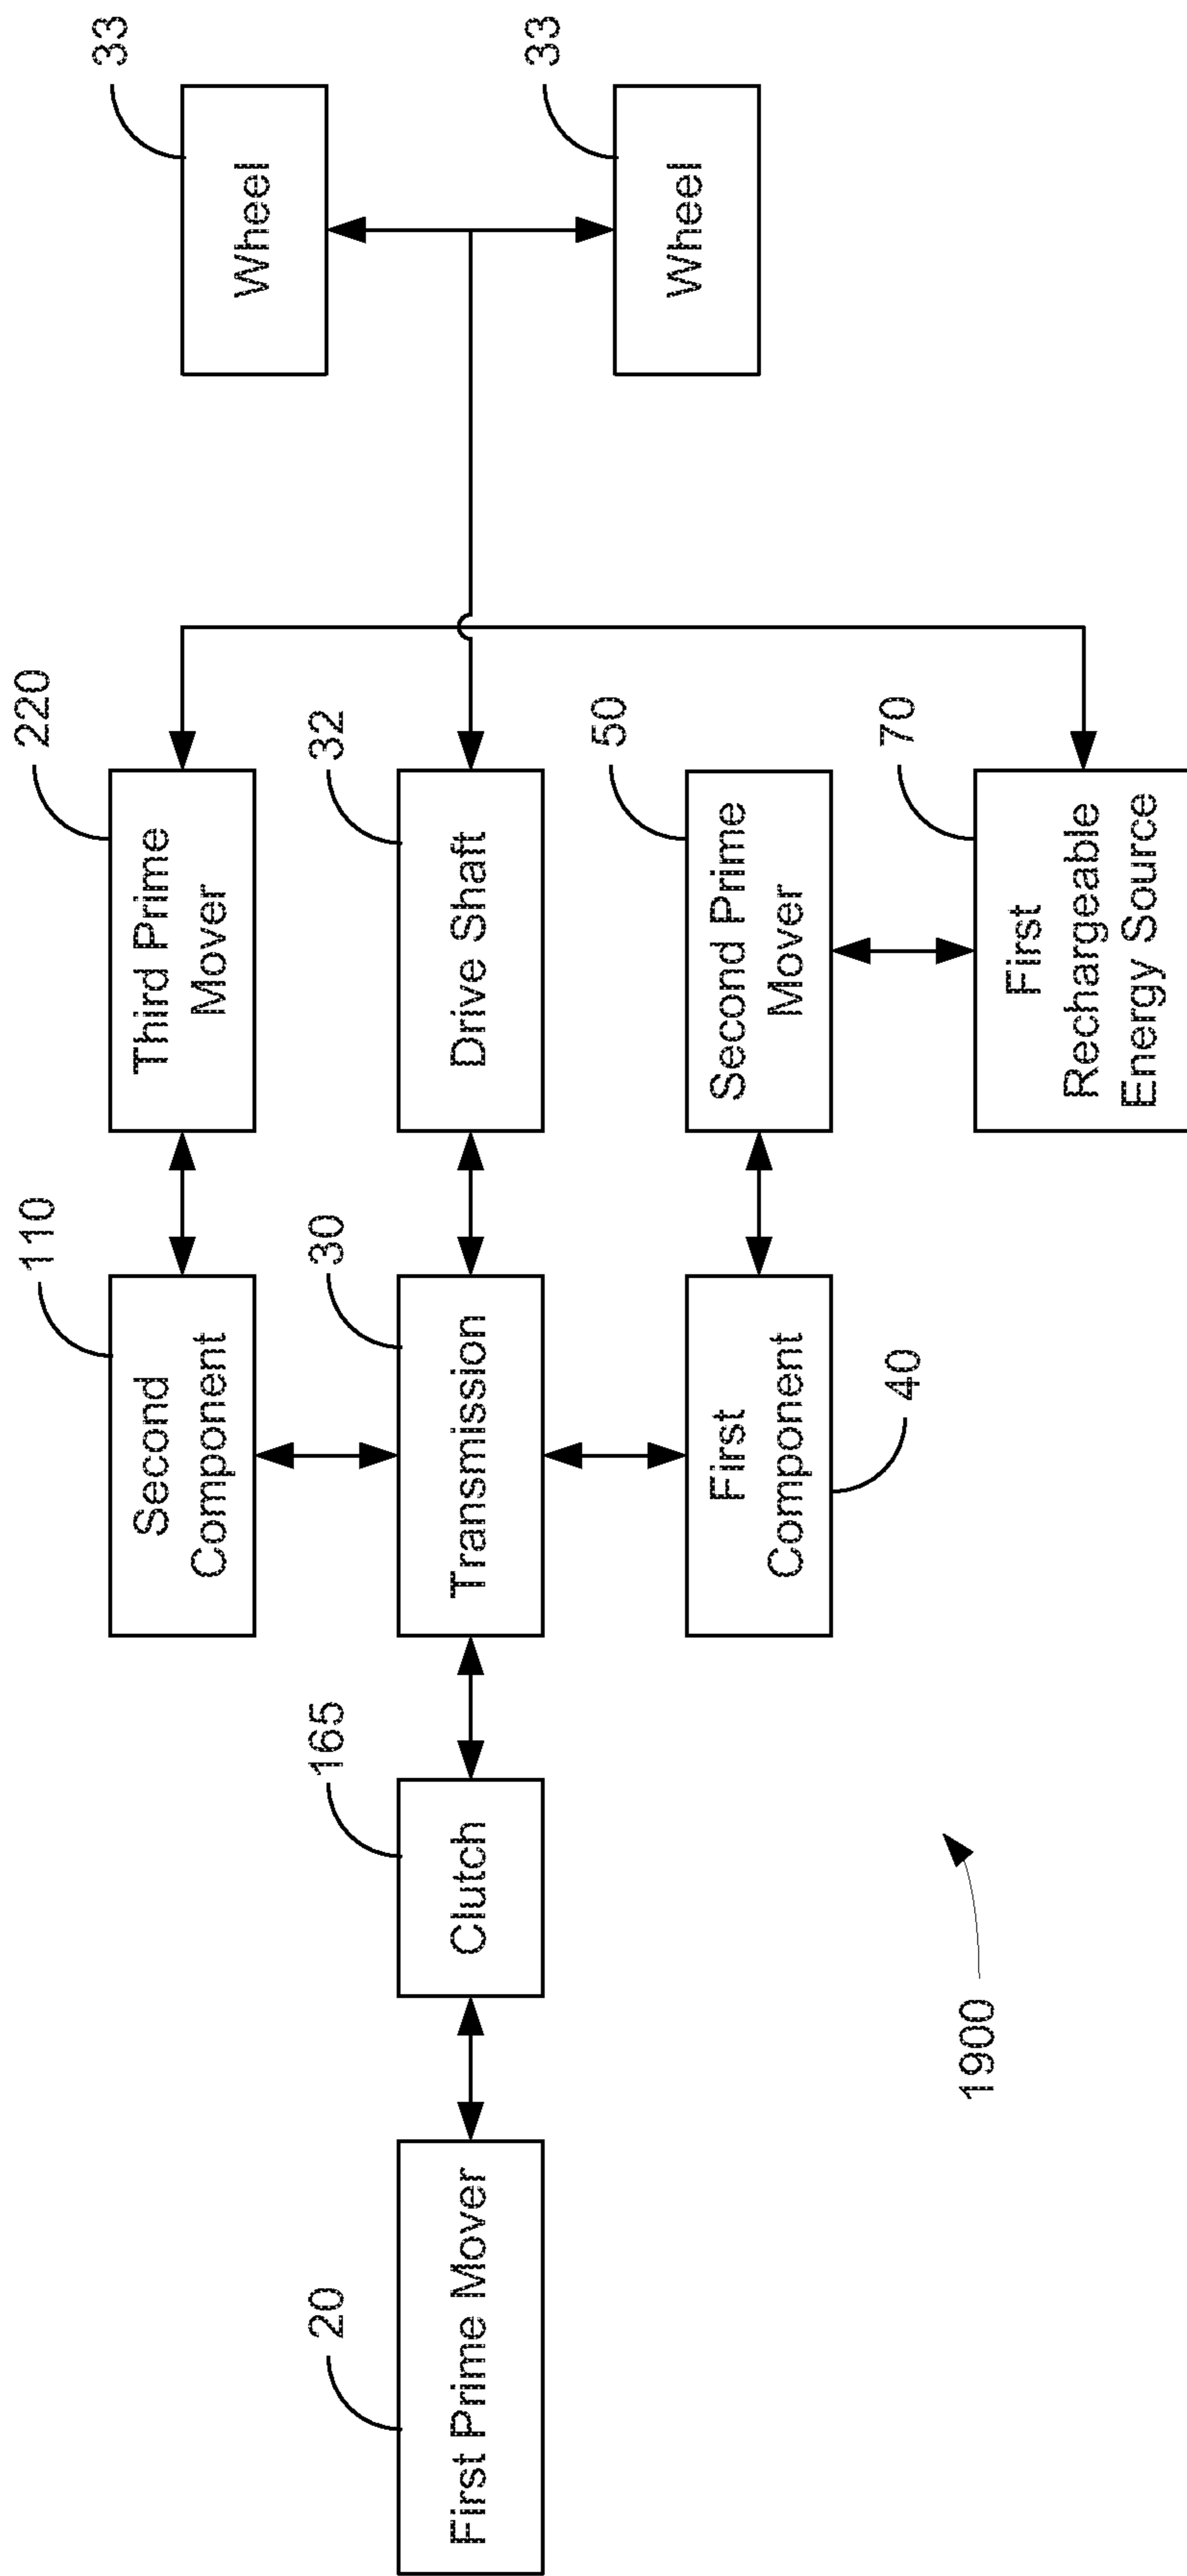 33
Wheel
33
Wheel
220
Third Prime
Mover
32
Drive Shaft
50
Second Prime
Mover
70
First
Rechargeable
Energy Source
110
Second
Component
30
Transmission
First
Component
40
165
Clutch
20
First Prime Mover
1900